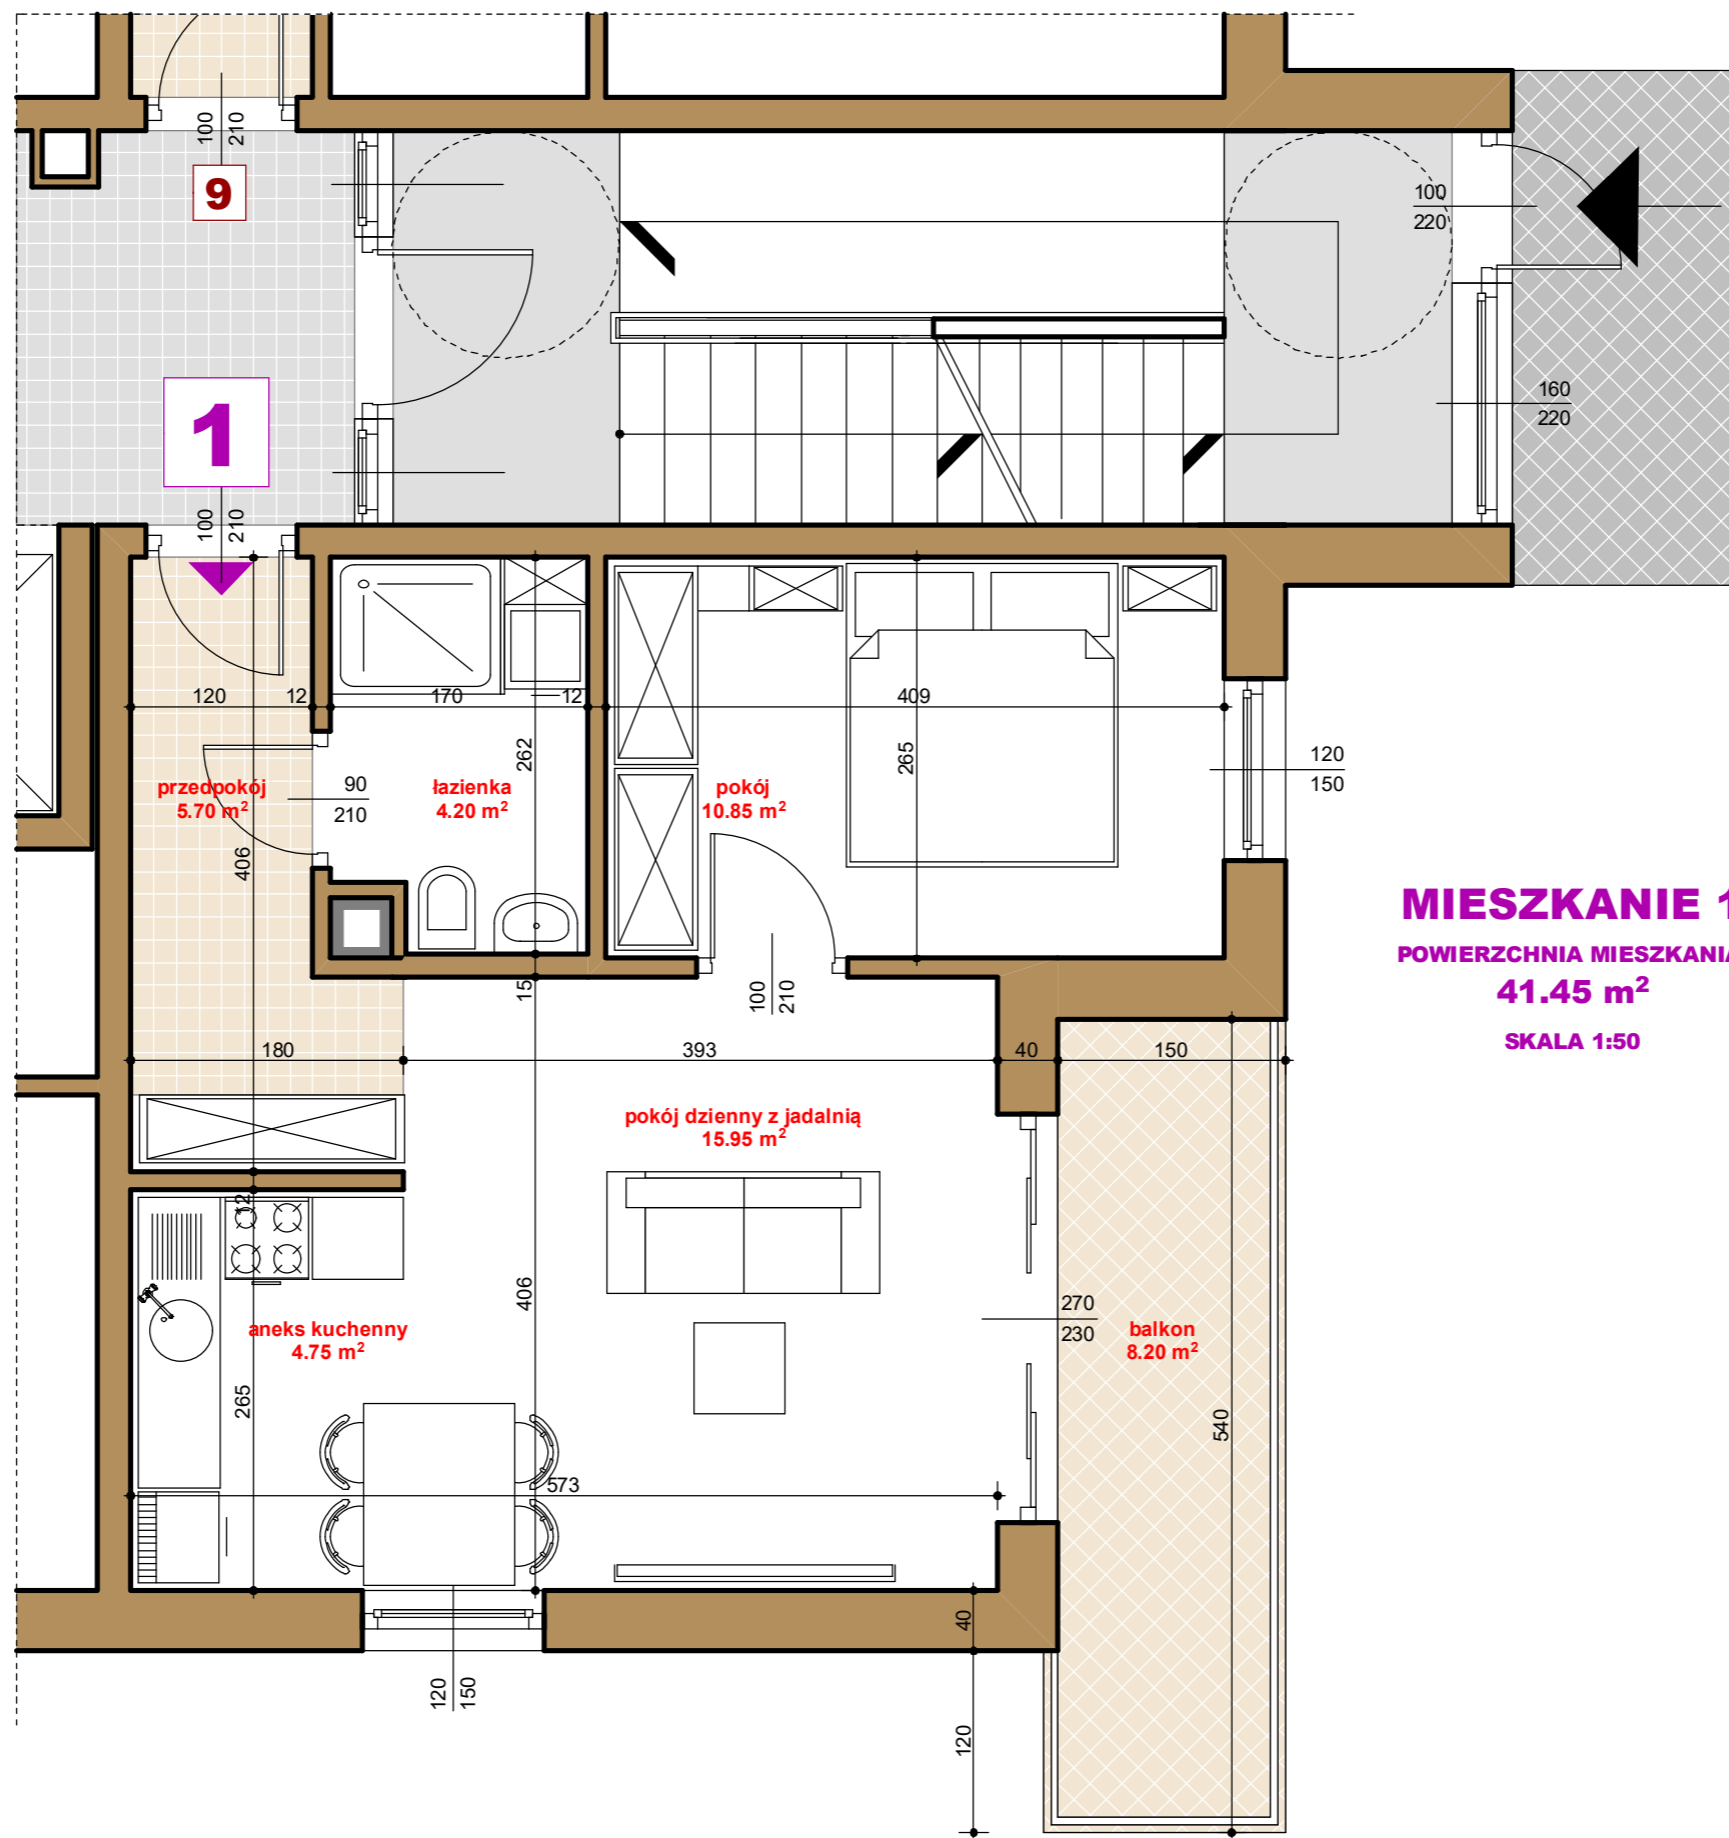 100
210
9
100
220
160
220
1
100
210
120
12
170
12
409
262
265
120
150
przedpokój
5.70 m²
90
210
łazienka
4.20 m²
pokój
10.85 m²
406
MIESZKANIE 1
POWIERZCHNIA MIESZKANIA
41.45 m²
SKALA 1:50
15
100
210
180
393
40
150
pokój dzienny z jadalnią
15.95 m²
12
406
270
230
aneks kuchenny
4.75 m²
balkon
8.20 m²
265
540
573
40
120
150
120